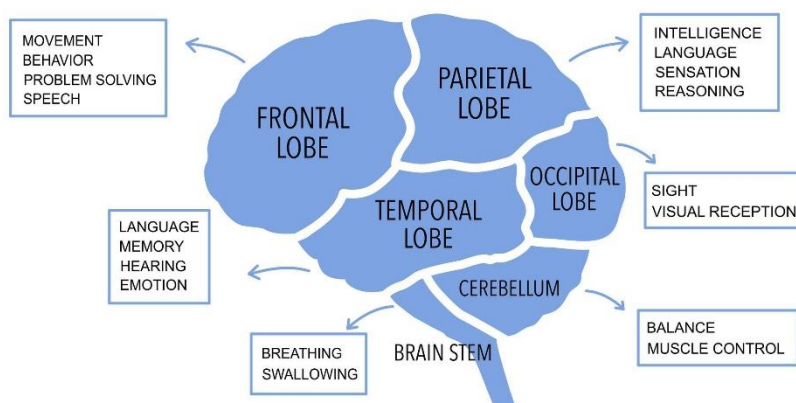 MOVEMENT
BEHAVIOR
PROBLEM SOLVING
SPEECH
FRONTAL
LOBE
PARIETAL
LOBE
INTELLIGENCE
LANGUAGE
SENSATION
REASONING
OCCIPITAL
LOBE
SIGHT
VISUAL RECEPTION
TEMPORAL
LOBE
LANGUAGE
MEMORY
HEARING
EMOTION
CEREBELLUM
BALANCE
MUSCLE CONTROL
BRAIN STEM
BREATHING
SWALLOWING